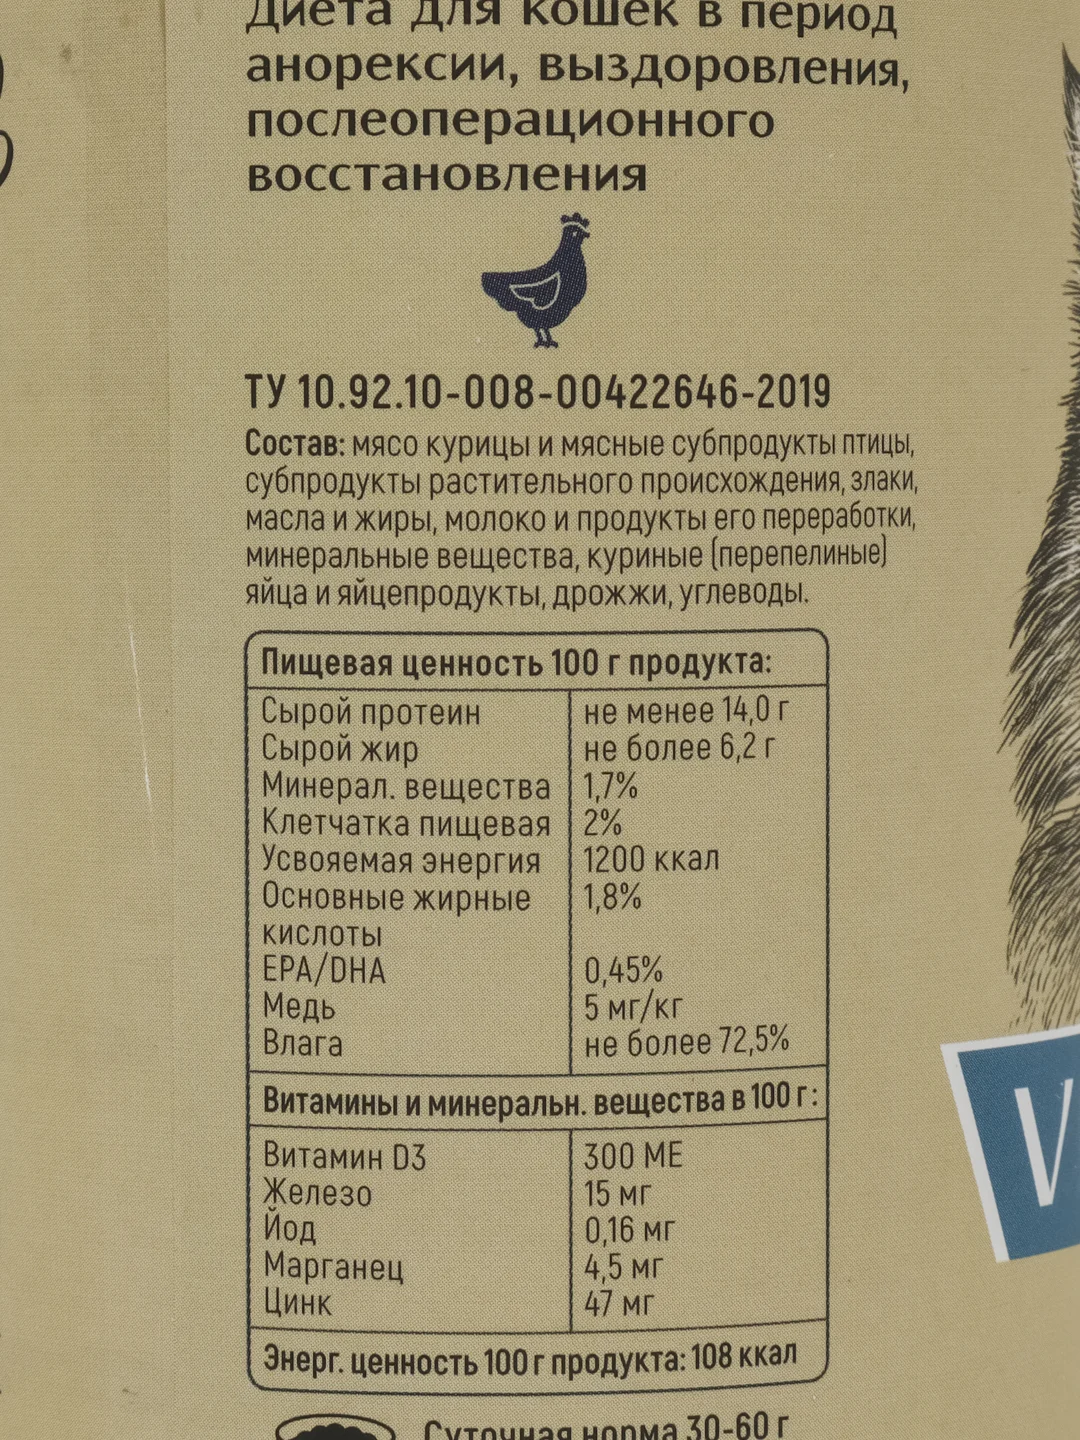 Диета для кошек в период
анорексии, выздоровления,
послеоперационного
восстановления
ТУ 10.92.10-008-00422646-2019
Состав: мясо курицы и мясные субпродукты птицы,
субпродукты растительного происхождения, злаки,
масла и жиры, молоко и продукты его переработки,
минеральные вещества, куриные (перепелиные)
яйца и яйцепродукты, дрожжи, углеводы.
Пищевая ценность 100 г продукта:
Сырой протеин не менее 14,0 г
Сырой жир не более 6,2 г
Минерал. вещества 1,7%
Клетчатка пищевая 2%
Усвояемая энергия 1200 ккал
Основные жирные 1,8%
кислоты
EPA/DHA 0,45%
Медь 5 мг/кг
Влага не более 72,5%
Витамины и минеральн. вещества в 100 г:
Витамин D3 300 МЕ
Железо 15 мг
Йод 0,16 мг
Марганец 4,5 мг
Цинк 47 мг
Энерг. ценность 100 г продукта: 108 ккал
Суточная норма 30-60 г
V